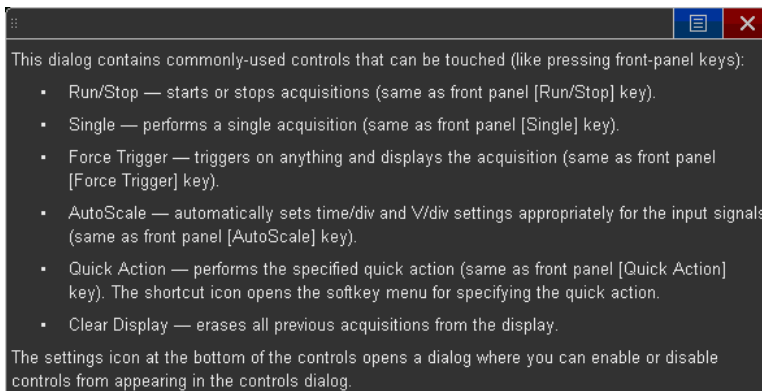 This dialog contains commonly-used controls that can be touched (like pressing front-panel keys):
▪ Run/Stop — starts or stops acquisitions (same as front panel [Run/Stop] key).
▪ Single — performs a single acquisition (same as front panel [Single] key).
▪ Force Trigger — triggers on anything and displays the acquisition (same as front panel
[Force Trigger] key).
▪ AutoScale — automatically sets time/div and V/div settings appropriately for the input signals
(same as front panel [AutoScale] key).
▪ Quick Action — performs the specified quick action (same as front panel [Quick Action]
key). The shortcut icon opens the softkey menu for specifying the quick action.
▪ Clear Display — erases all previous acquisitions from the display.
The settings icon at the bottom of the controls opens a dialog where you can enable or disable
controls from appearing in the controls dialog.